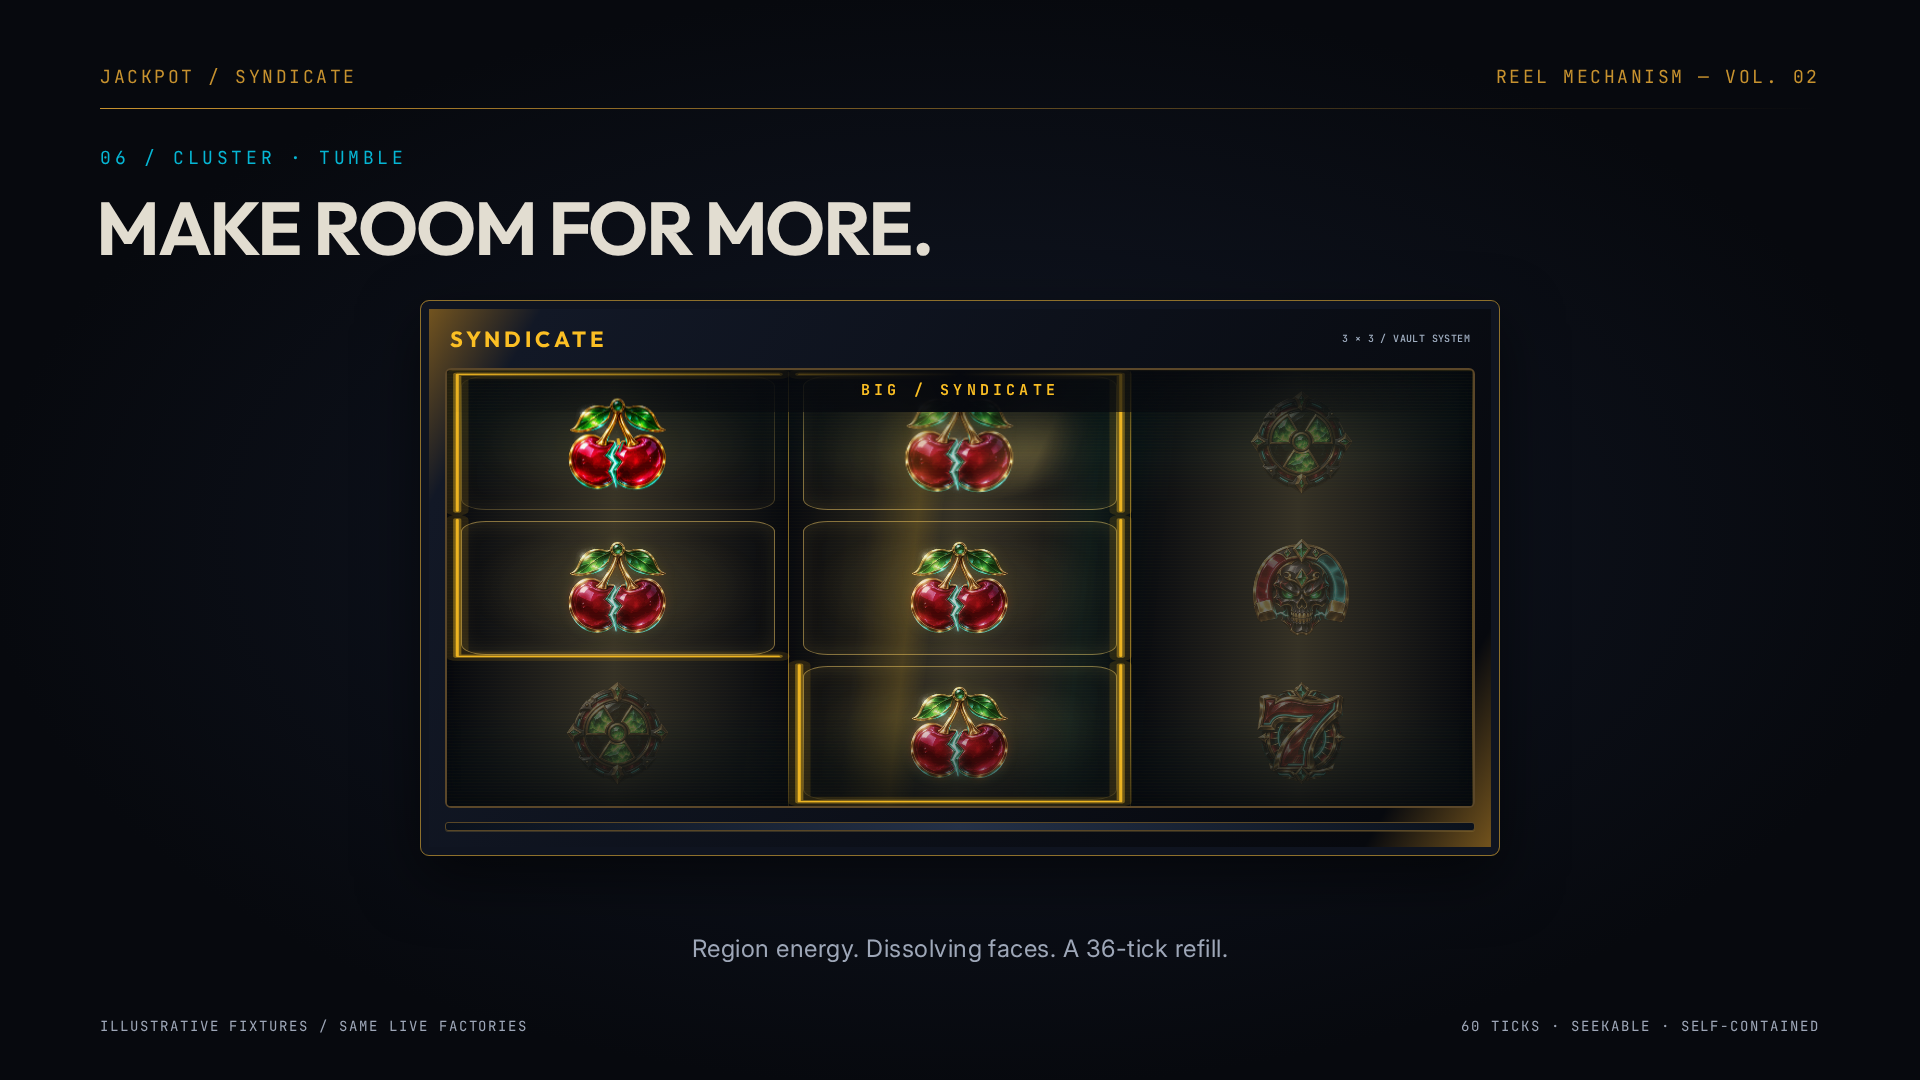 JACKPOT / SYNDICATE
REEL MECHANISM — VOL. 02
06 / CLUSTER · TUMBLE
MAKE ROOM FOR MORE.
SYNDICATE
3 × 3 / VAULT SYSTEM
BIG / SYNDICATE
7
Region energy. Dissolving faces. A 36-tick refill.
ILLUSTRATIVE FIXTURES / SAME LIVE FACTORIES
60 TICKS · SEEKABLE · SELF-CONTAINED